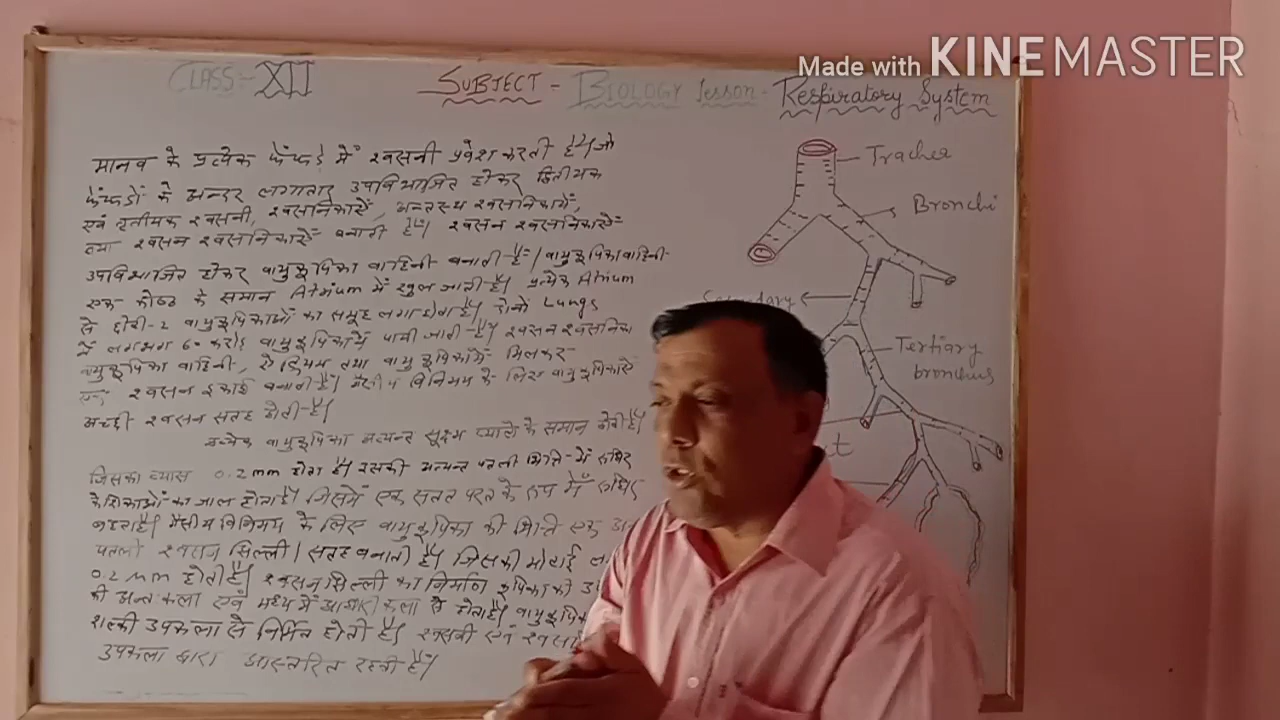 Made with KINEMASTER
CLASS:- XII SUBJECT - BIOLOGY Lesson - Respiratory System
मानव के प्रत्येक फेफड़े में श्वसनी प्रवेश करती है। जो
फेफड़ों के अन्दर लगातार उपविभाजित होकर द्वितीयक
एवं तृतीयक श्वसनी, श्वसनिकाएँ, अन्तस्थ श्वसनिकाएँ,
तथा श्वसन श्वसनिकाएँ बनाती है। श्वसन श्वसनिकाएँ
उपविभाजित होकर वायुकूपिका वाहिनी बनाती है। वायुकूपिका वाहिनी
एक कोष्ठ के समान Atrium में खुल जाती है। प्रत्येक Atrium
से छोटी-2 वायुकूपिकाओं का समूह लगा होता है। दोनों Lungs
में लगभग 60 करोड़ वायुकूपिकायें पायी जाती है। श्वसन श्वसनिका
वायुकूपिका वाहिनी, तथा वायुकूपिकायें मिलकर
एक श्वसन इकाई बनाती है। गैसीय विनिमय के लिए वायुकूपिकाएँ
अच्छी श्वसन सतह होती है।
प्रत्येक वायुकूपिका अत्यन्त सूक्ष्म प्याले के समान होती है
जिसका व्यास 0.2mm होता है। इसकी अत्यन्त पतली भित्ति में रुधिर
केशिकाओं का जाल होता है। जिसमें एक सतत परत के रूप में रुधिर
बहता है। गैसीय विनिमय के लिए वायुकूपिका की भित्ति एक
पतली श्वसन झिल्ली / सतह बनाती है। जिसकी मोटाई
0.2 mm होती है। श्वसन झिल्ली का निर्माण कूपिका की
की अन्तःकला एवं मध्य में आधारी कला से होता है।
शल्की उपकला से निर्मित होती है। श्वसनी एवं
उपकला द्वारा आस्तरित रहती है।
Trachea
Bronchi
Secondary
Tertiary
bronchus